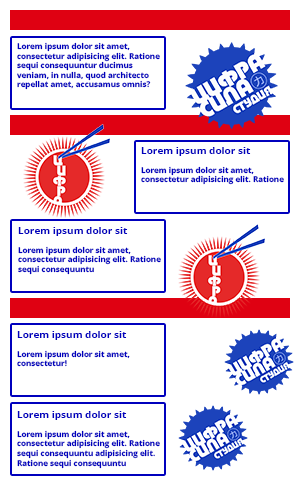 Lorem ipsum dolor sit amet,
consectetur adipisicing elit. Ratione
sequi consequuntur ducimus
veniam, in nulla, quod architecto
repellat amet, accusamus omnis?
ЦИФРА
СИЛА 力
СТУДИЯ
ЦИФРА
Lorem ipsum dolor sit
Lorem ipsum dolor sit amet,
consectetur adipisicing elit. Ratione
Lorem ipsum dolor sit
Lorem ipsum dolor sit amet,
consectetur adipisicing elit. Ratione
sequi consequuntu
ЦИФРА
Lorem ipsum dolor sit
Lorem ipsum dolor sit amet,
consectetur!
ЦИФРА
СИЛА 力
СТУДИЯ
Lorem ipsum dolor sit
Lorem ipsum dolor sit amet,
consectetur adipisicing elit. Ratione
sequi consequuntu adipisicing elit.
Ratione sequi consequuntu
ЦИФРА
СИЛА 力
СТУДИЯ